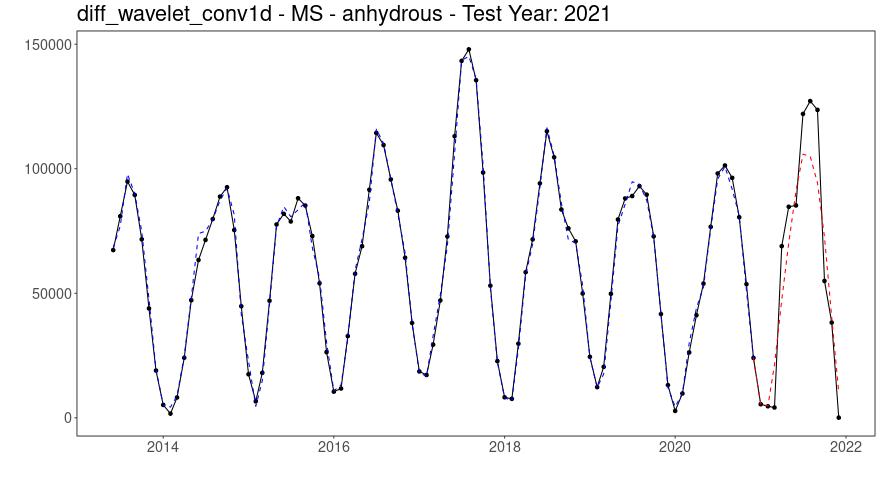 diff_wavelet_conv1d - MS - anhydrous - Test Year: 2021
150000
100000
50000
0
2014 2016 2018 2020 2022